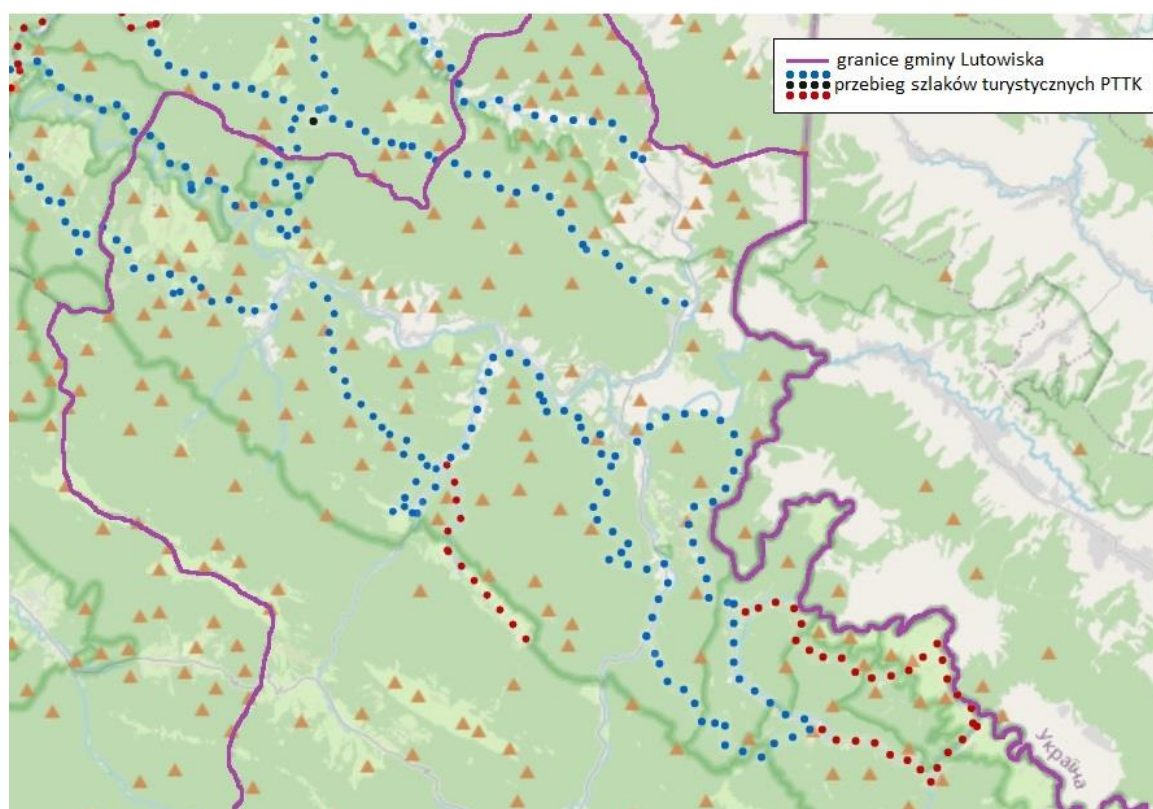 granice gminy Lutowiska
przebieg szlaków turystycznych PTTK
Україна